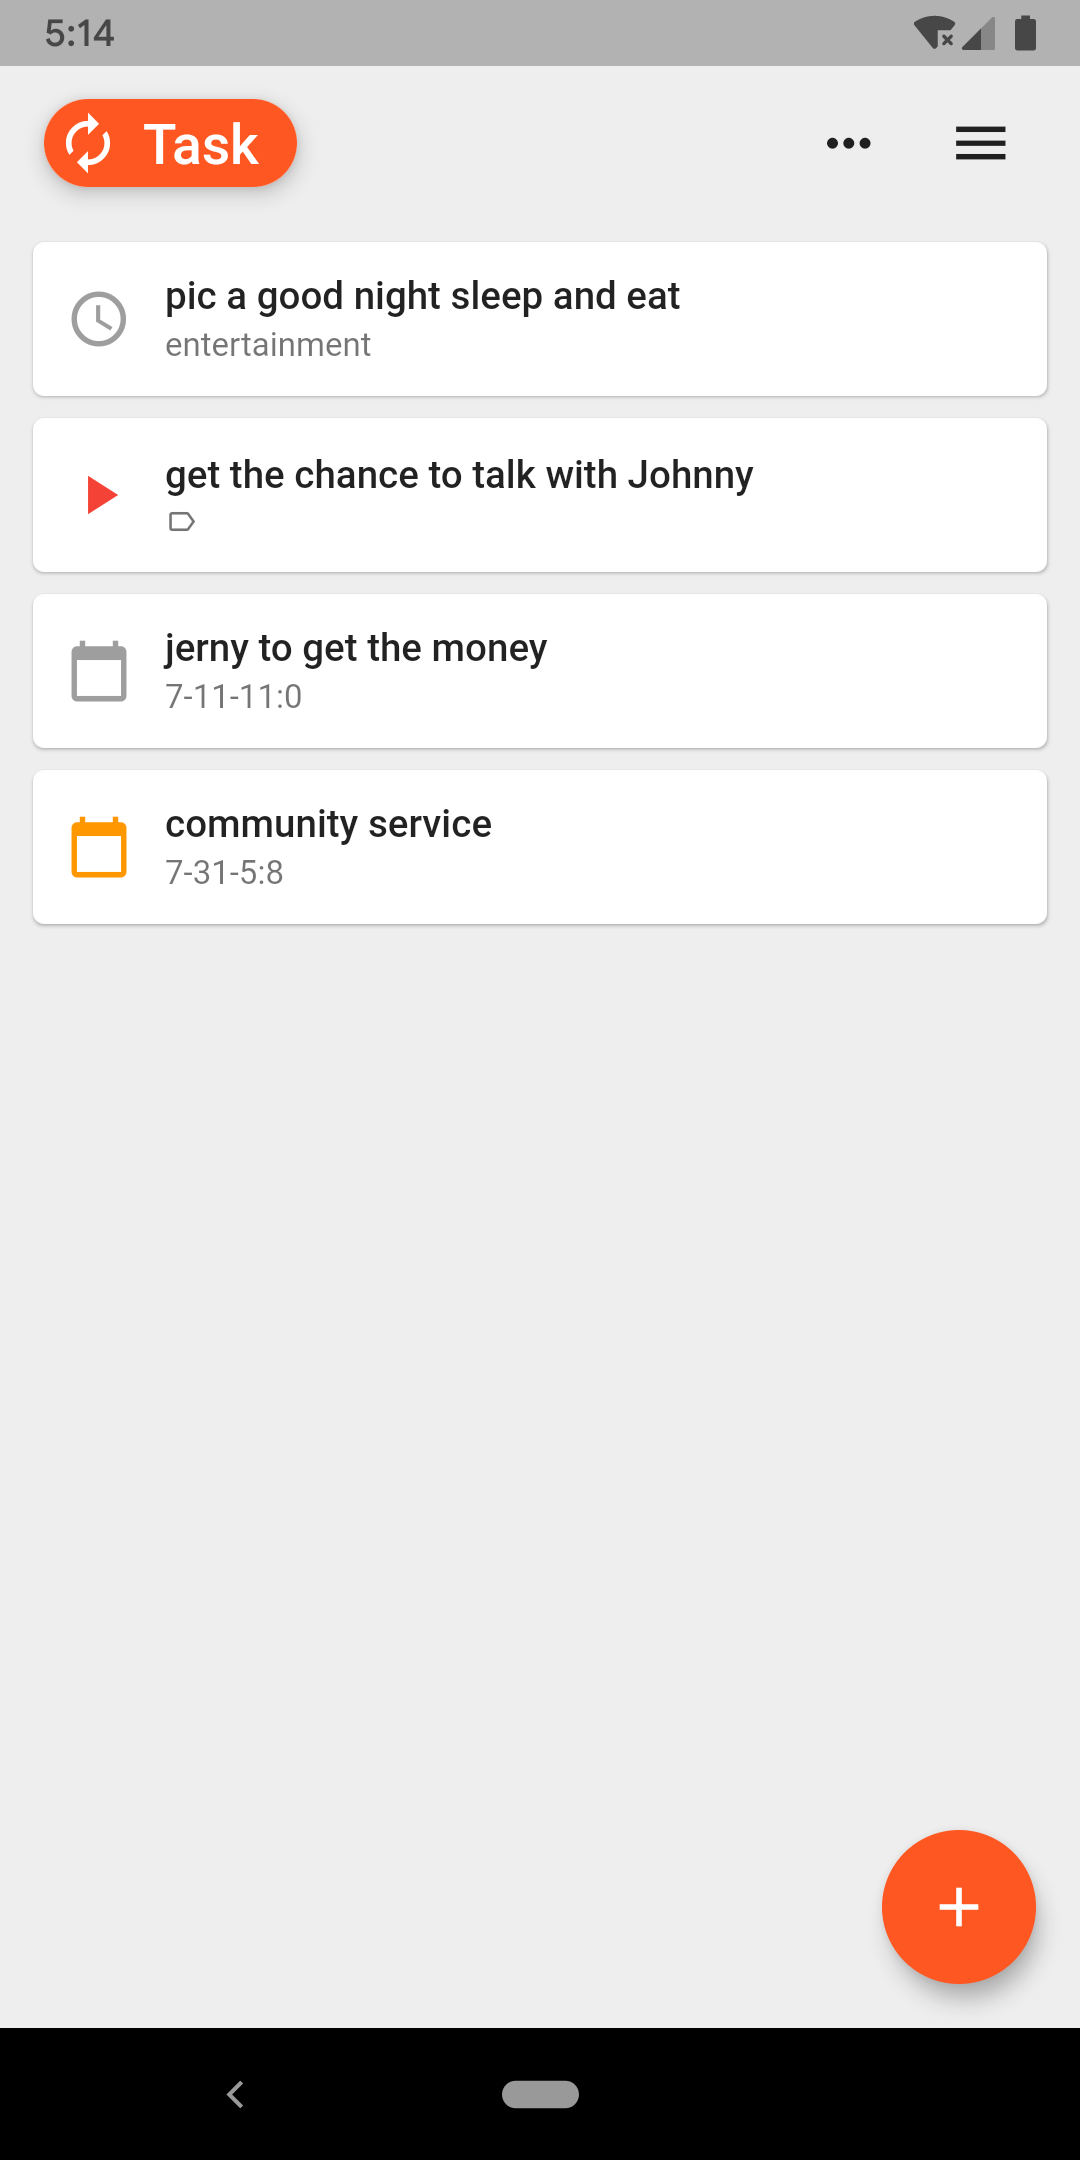 5:14
Task
pic a good night sleep and eat
entertainment
get the chance to talk with Johnny
jerny to get the money
7-11-11:0
community service
7-31-5:8